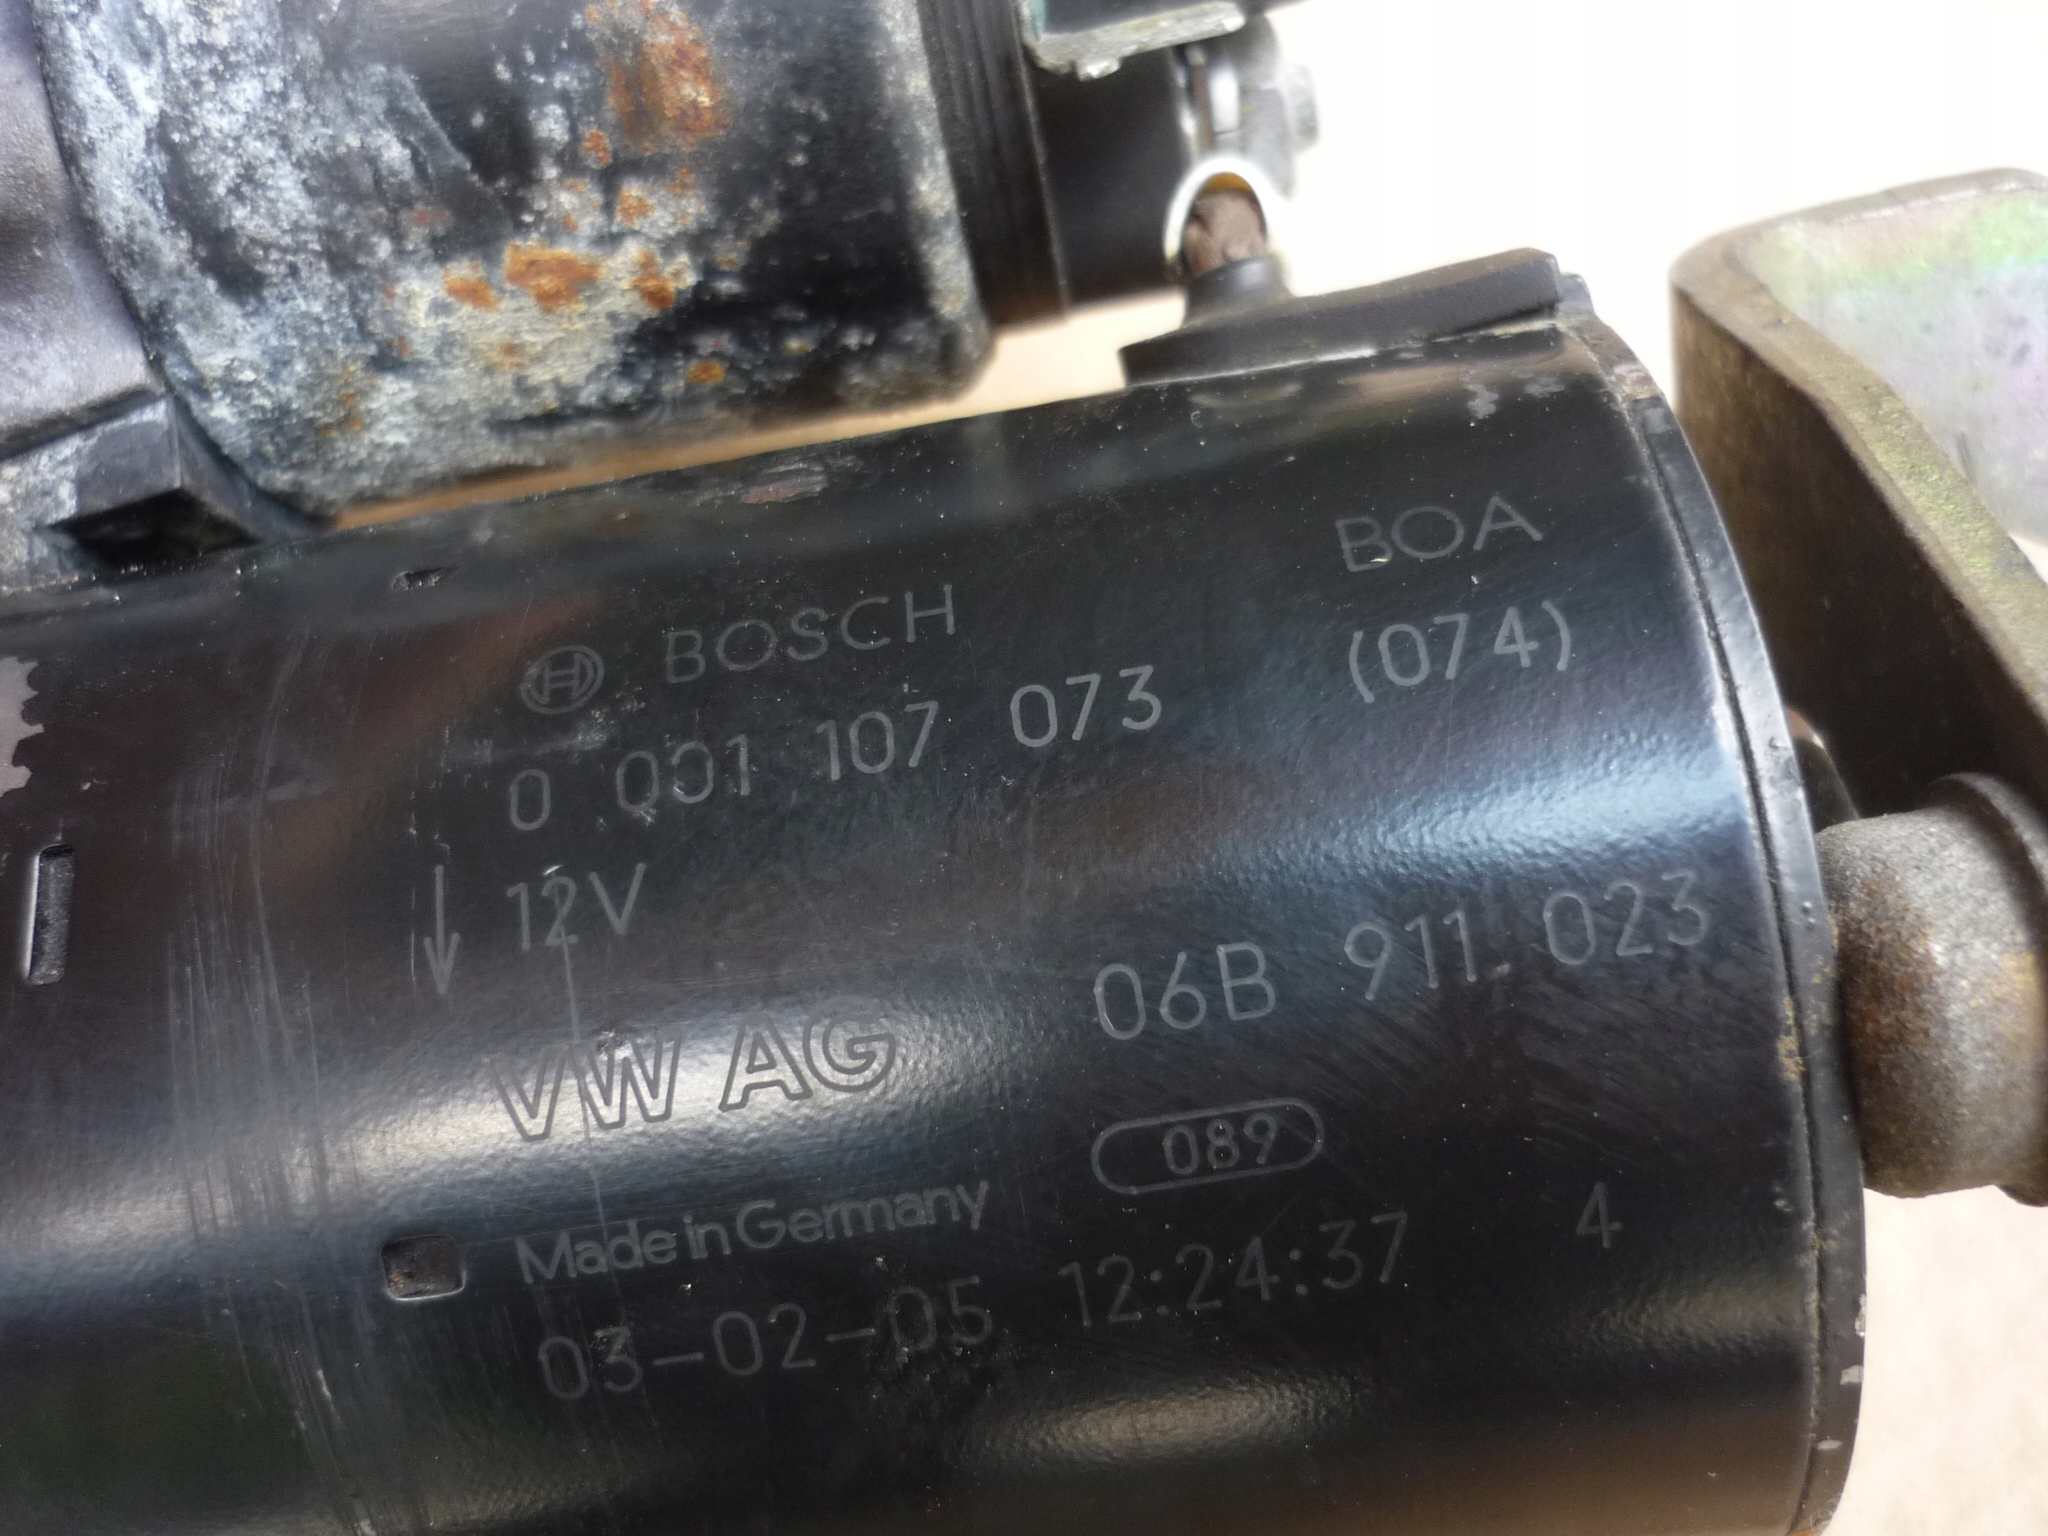 BOSCH BOA
0 001 107 073 (074)
12V
VW AG 06B 911 023
089
Made in Germany
03-02-05 12:24:37 4